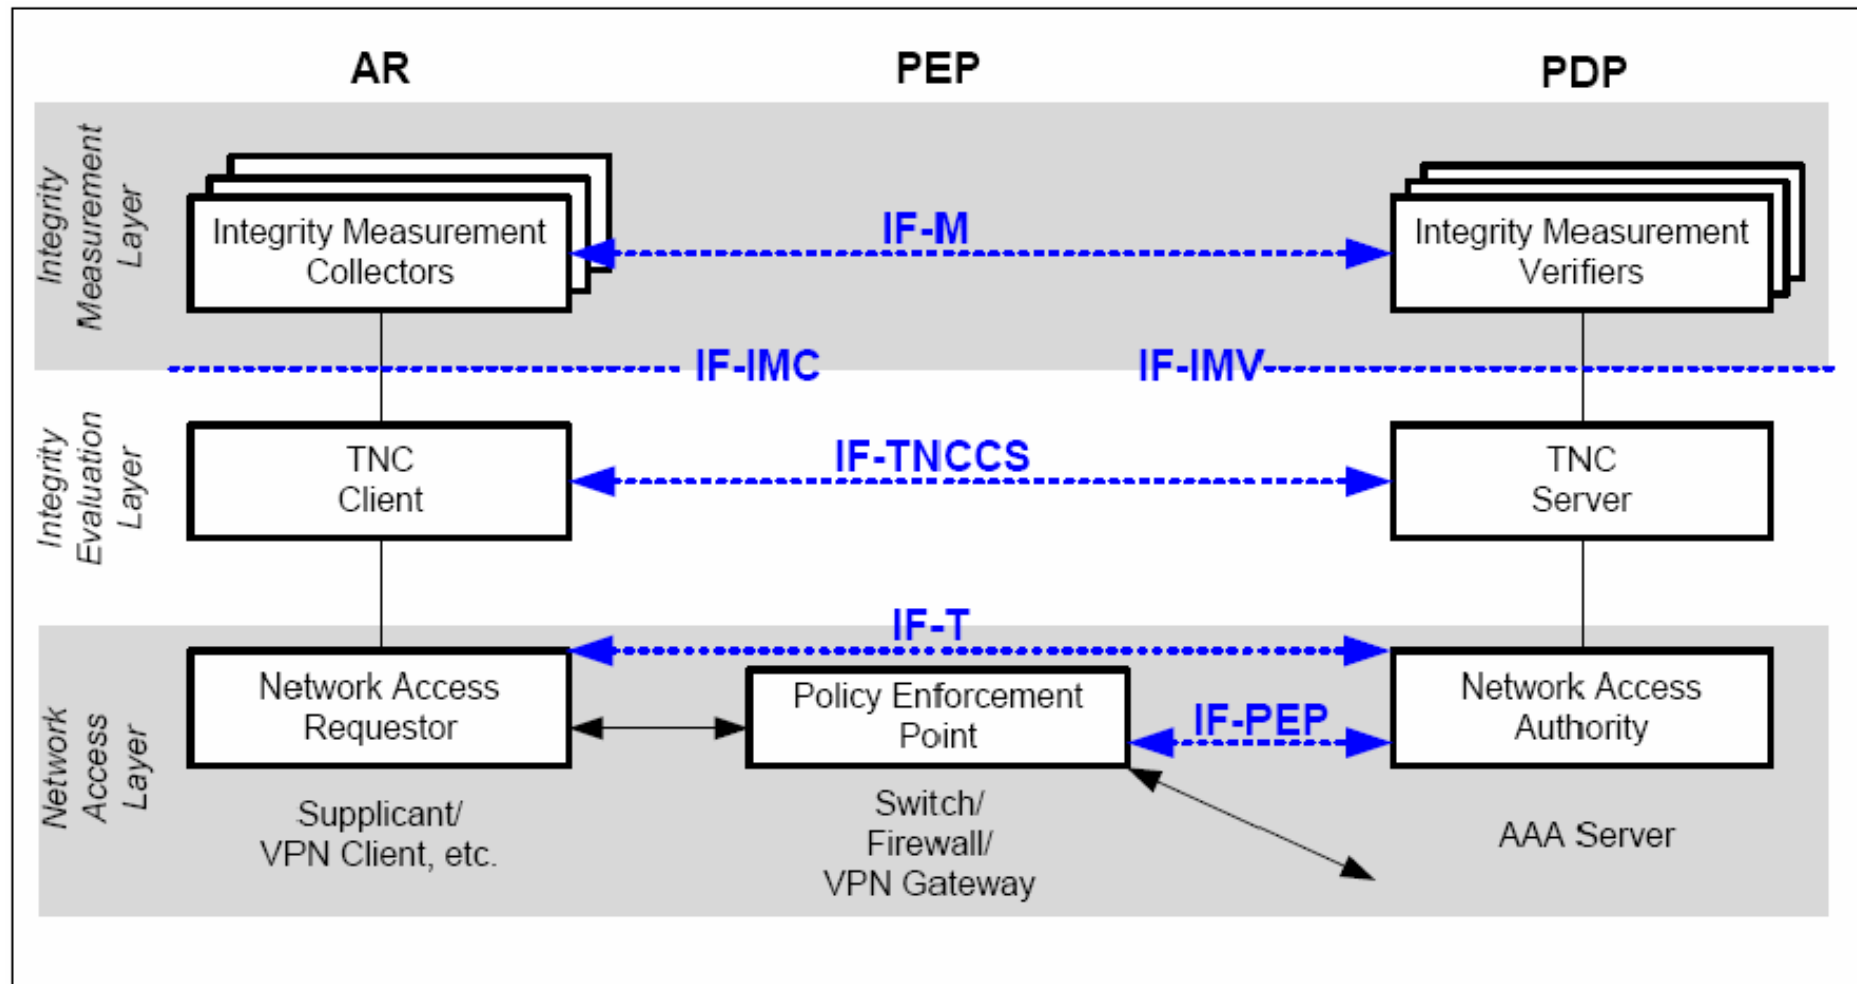 AR
PEP
PDP
Integrity
Measurement
Layer
Integrity Measurement
Collectors
IF-M
Integrity Measurement
Verifiers
IF-IMC
IF-IMV
Integrity
Evaluation
Layer
TNC
Client
IF-TNCCS
TNC
Server
Network
Access
Layer
IF-T
Network Access
Requestor
Policy Enforcement
Point
IF-PEP
Network Access
Authority
Supplicant/
VPN Client, etc.
Switch/
Firewall/
VPN Gateway
AAA Server